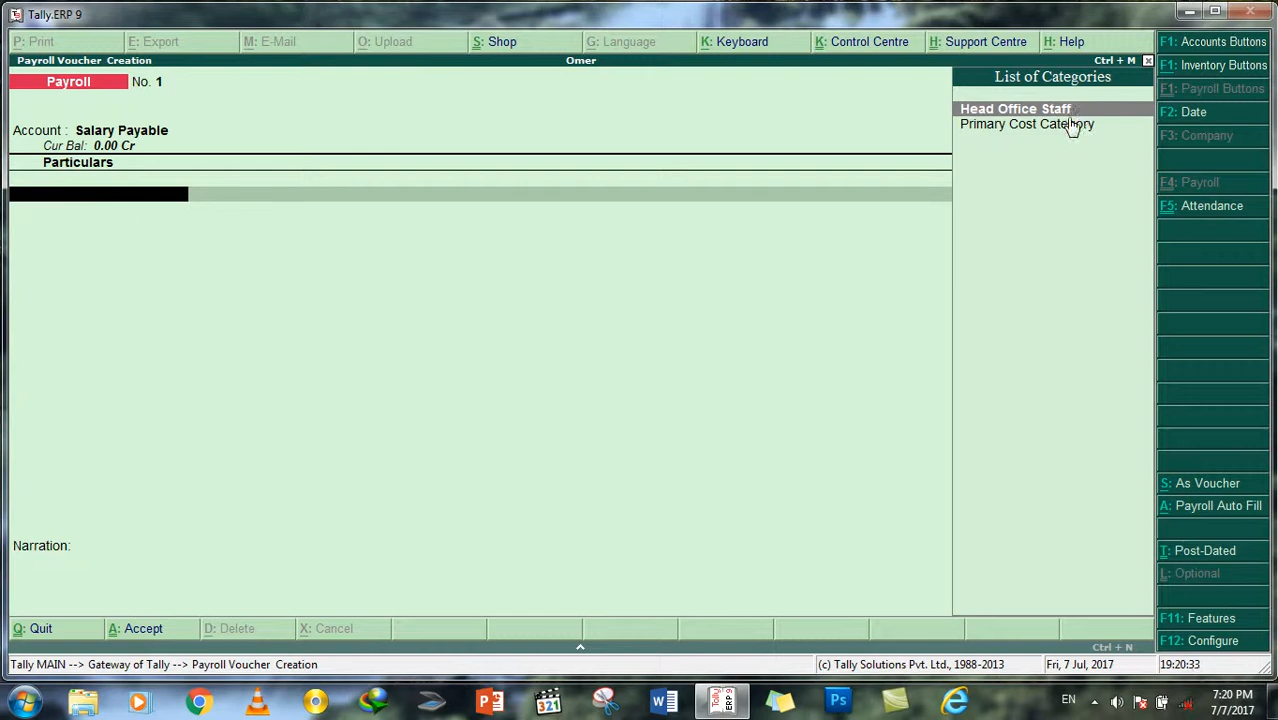 Tally.ERP 9
P: Print
E: Export
M: E-Mail
O: Upload
S: Shop
G: Language
K: Keyboard
K: Control Centre
H: Support Centre
H: Help
Payroll Voucher Creation
Omer
Ctrl + M
Payroll No. 1
Account : Salary Payable
Cur Bal: 0.00 Cr
Particulars
Narration:
List of Categories
Head Office Staff
Primary Cost Category
F1: Accounts Buttons
F1: Inventory Buttons
F1: Payroll Buttons
F2: Date
F3: Company
F4: Payroll
F5: Attendance
S: As Voucher
A: Payroll Auto Fill
T: Post-Dated
L: Optional
F11: Features
F12: Configure
Q: Quit
A: Accept
D: Delete
X: Cancel
Ctrl + N
Tally MAIN --> Gateway of Tally --> Payroll Voucher Creation
(c) Tally Solutions Pvt. Ltd., 1988-2013
Fri, 7 Jul, 2017
19:20:33
321
EN
7:20 PM
7/7/2017